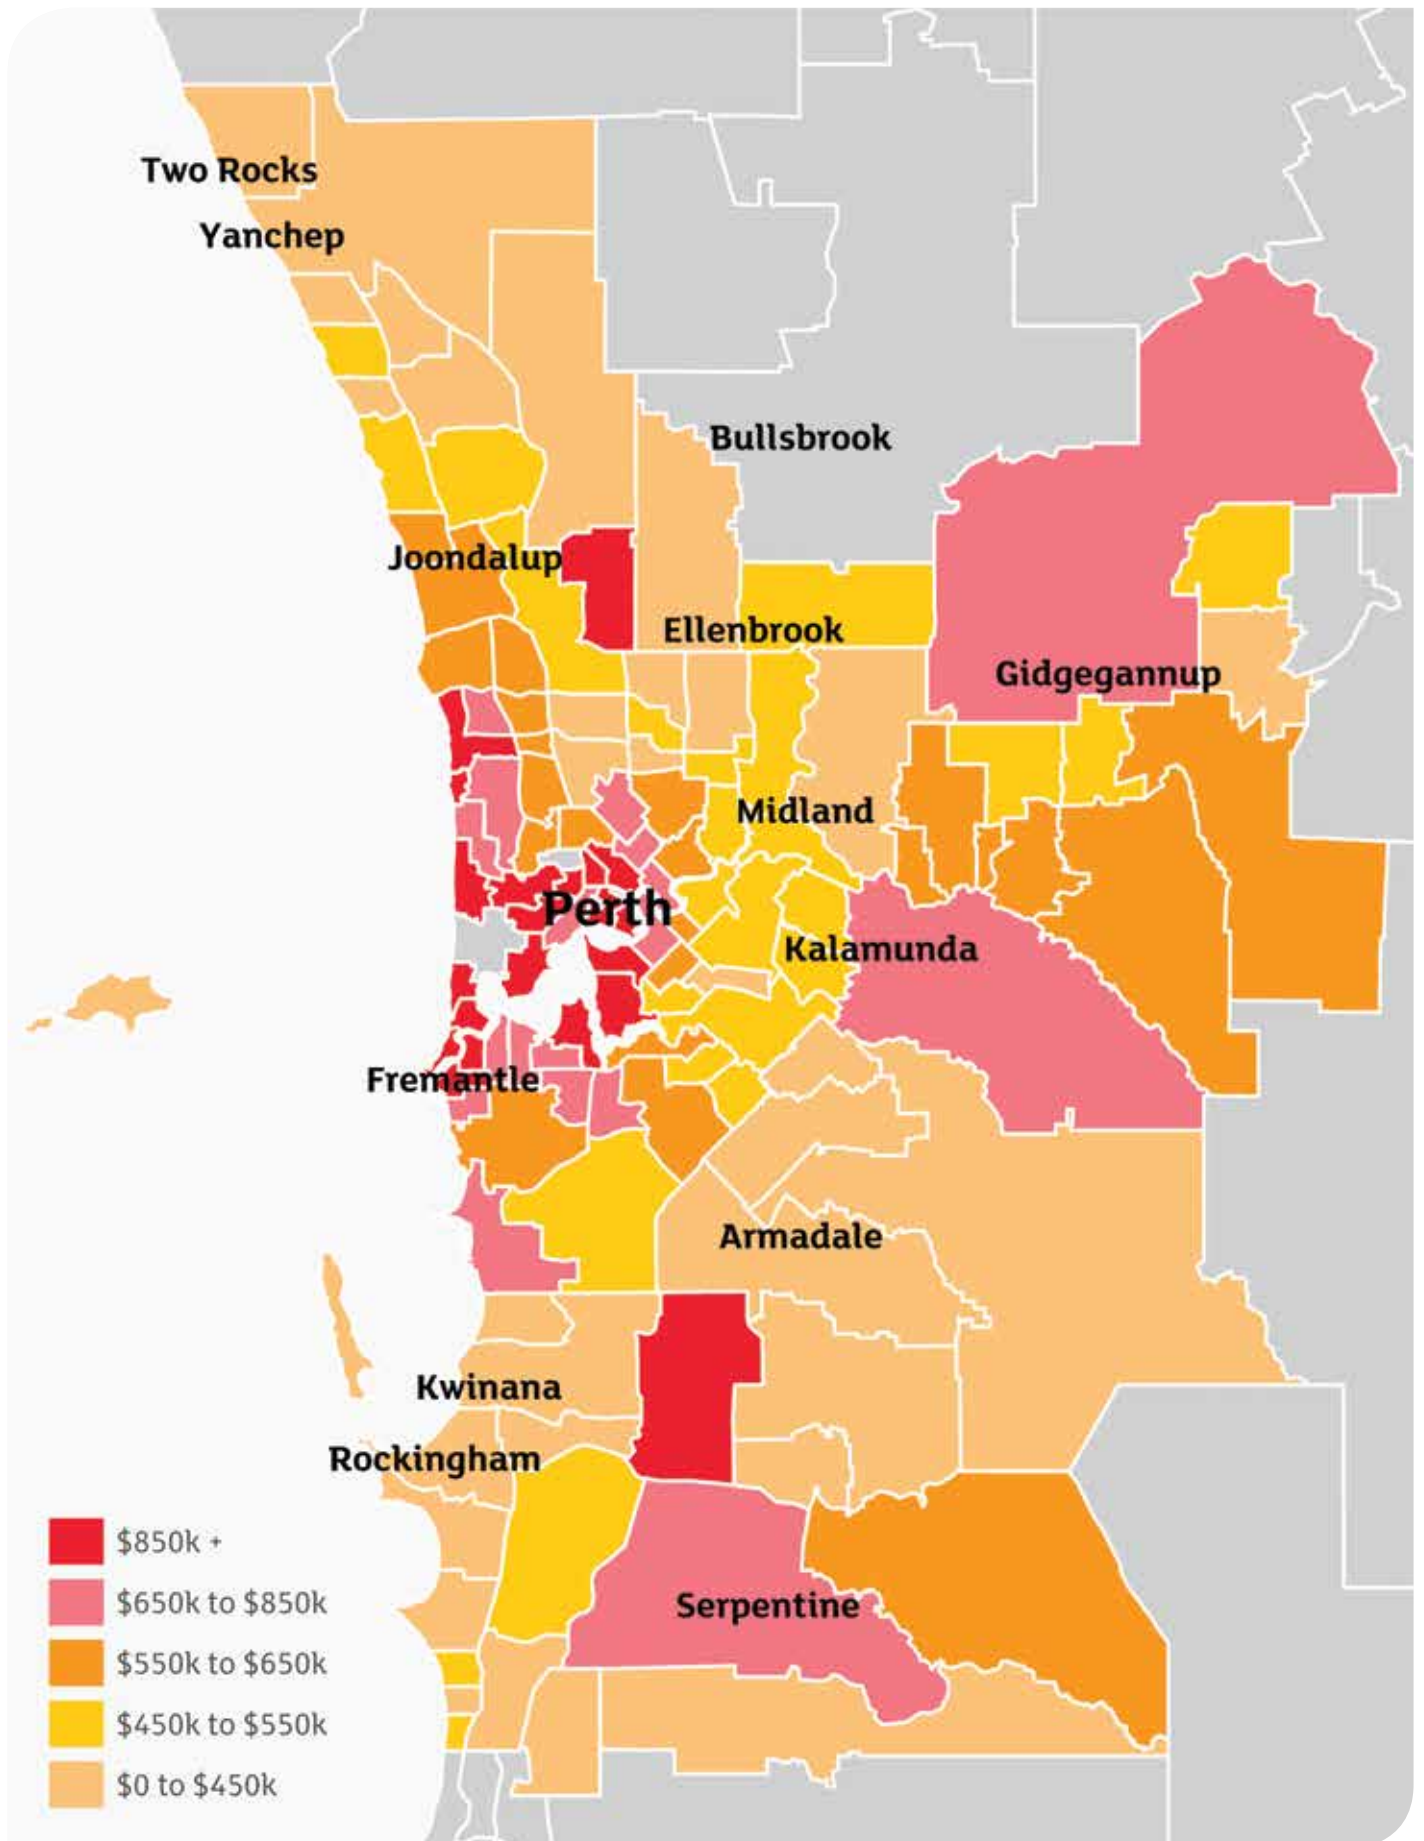 Two Rocks
Yanchep
Bullsbrook
Joondalup
Ellenbrook
Gidgegannup
Midland
Perth
Kalamunda
Fremantle
Armadale
Kwinana
Rockingham
$850k +
$650k to $850k
Serpentine
$550k to $650k
$450k to $550k
$0 to $450k